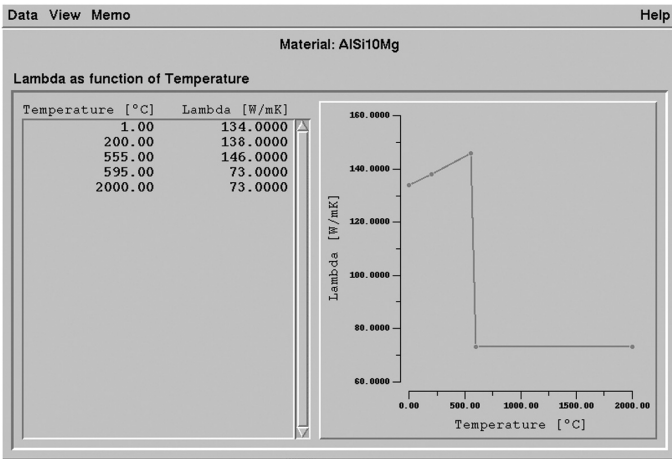 Data View Memo Help
Material: AlSi10Mg
Lambda as function of Temperature
Temperature [°C] Lambda [W/mK]
1.00 134.0000
200.00 138.0000
555.00 146.0000
595.00 73.0000
2000.00 73.0000
160.0000
140.0000
120.0000
100.0000
80.0000
60.0000
Lambda [W/mK]
0.00 500.00 1000.00 1500.00 2000.00
Temperature [°C]